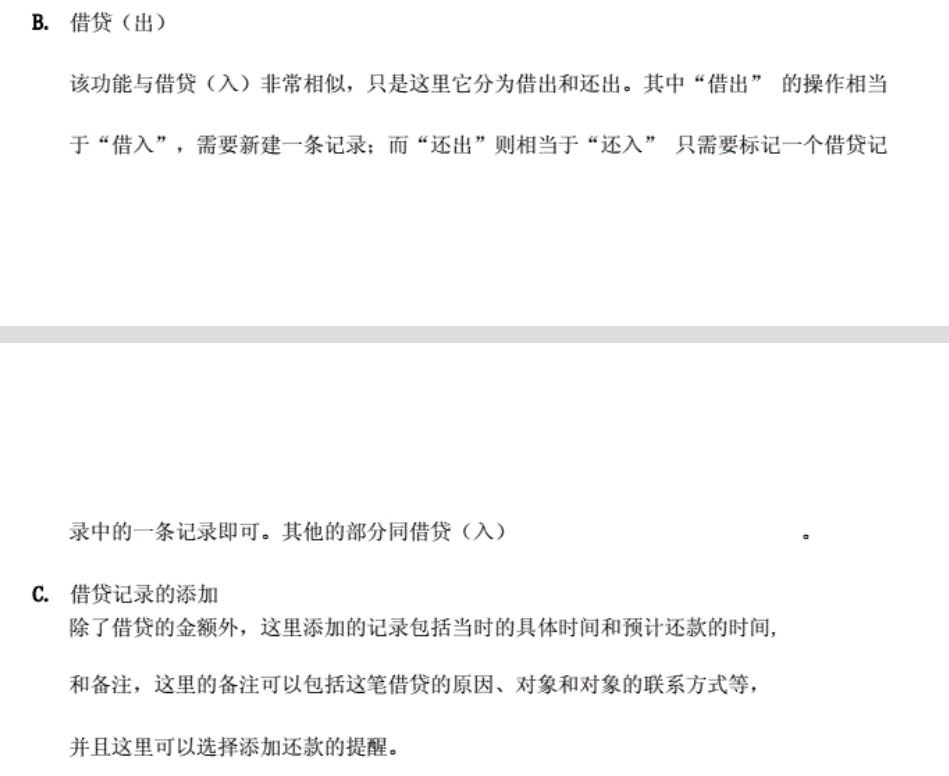 B. 借贷（出）
该功能与借贷（入）非常相似，只是这里它分为借出和还出。其中“借出” 的操作相当
于“借入”，需要新建一条记录；而“还出”则相当于“还入” 只需要标记一个借贷记
录中的一条记录即可。其他的部分同借贷（入） 。
C. 借贷记录的添加
除了借贷的金额外，这里添加的记录包括当时的具体时间和预计还款的时间,
和备注，这里的备注可以包括这笔借贷的原因、对象和对象的联系方式等，
并且这里可以选择添加还款的提醒。